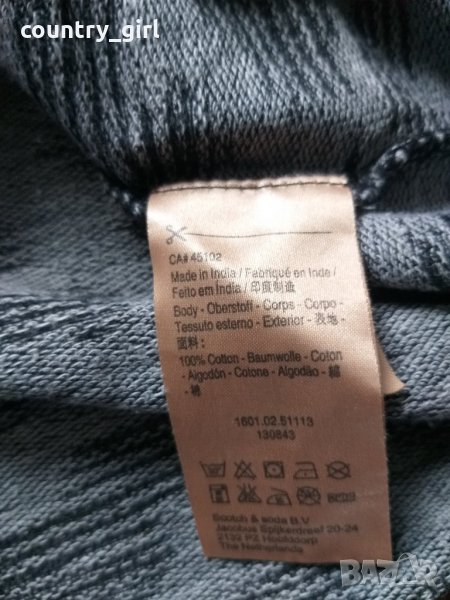 country_girl
CA# 45102
Made in India / Fabriqué en Inde /
Feito em Índia / 印度制造
Body - Oberstoff - Corps - Corpo -
Tessuto esterno - Exterior - 表地 -
面料:
100% Cotton - Baumwolle - Coton
- Algodón - Cotone - Algodão - 綿
- 棉
1601.02.51113
130843
Scotch & soda B.V
Jacobus Spijkerdreef 20-24
2132 PZ Hoofddorp
The Netherlands
BAZAR